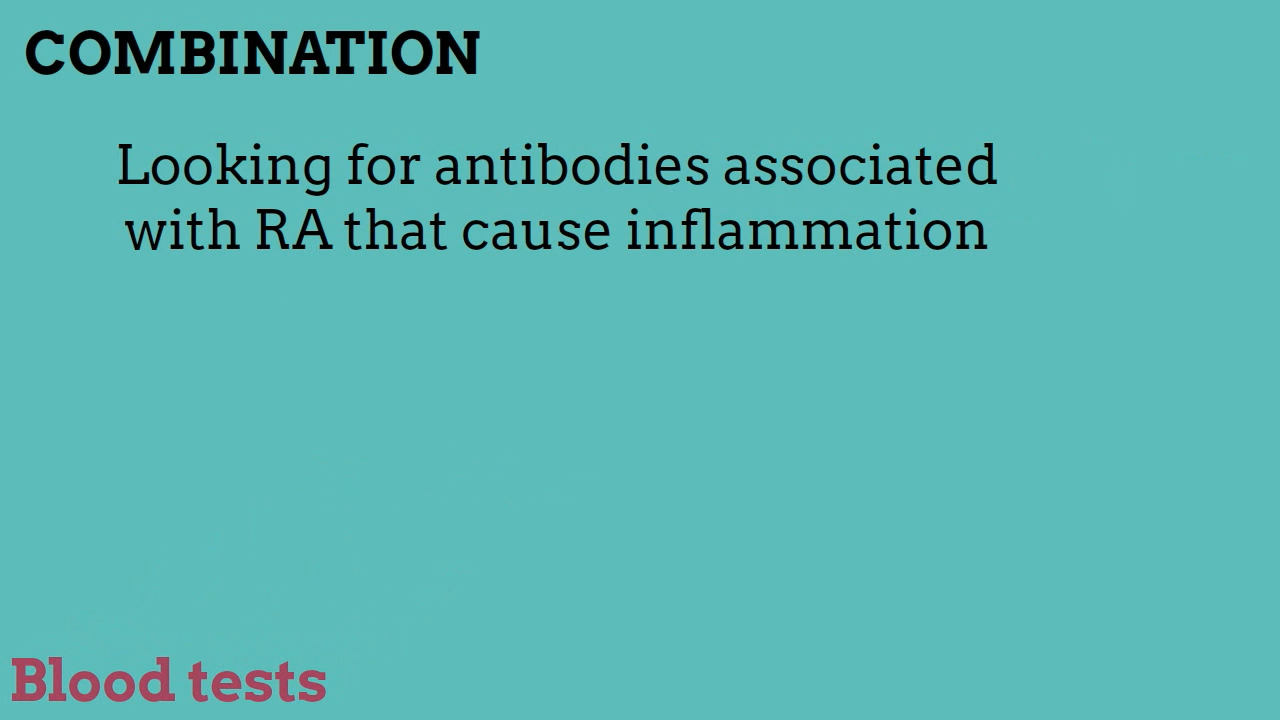 COMBINATION
Looking for antibodies associated
with RA that cause inflammation
Blood tests